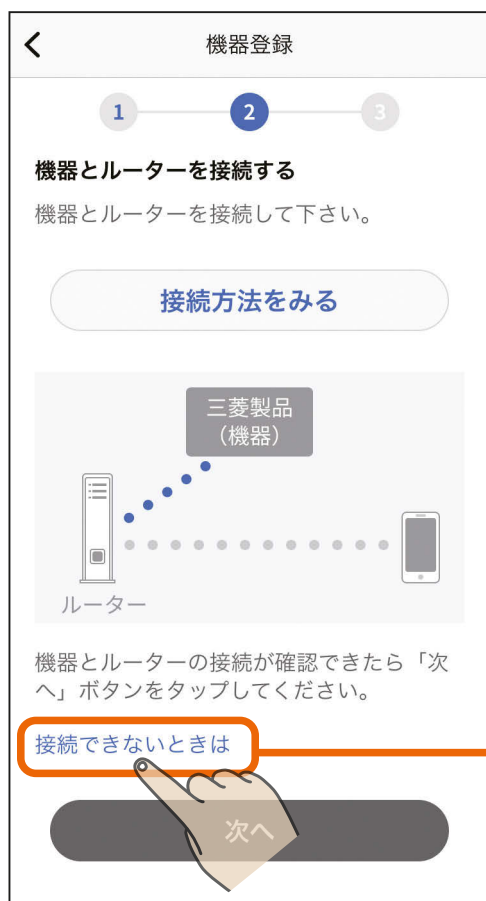 機器登録
1 2 3
機器とルーターを接続する
機器とルーターを接続して下さい。
接続方法をみる
三菱製品
（機器）
ルーター
機器とルーターの接続が確認できたら「次
へ」ボタンをタップしてください。
接続できないときは
次へ